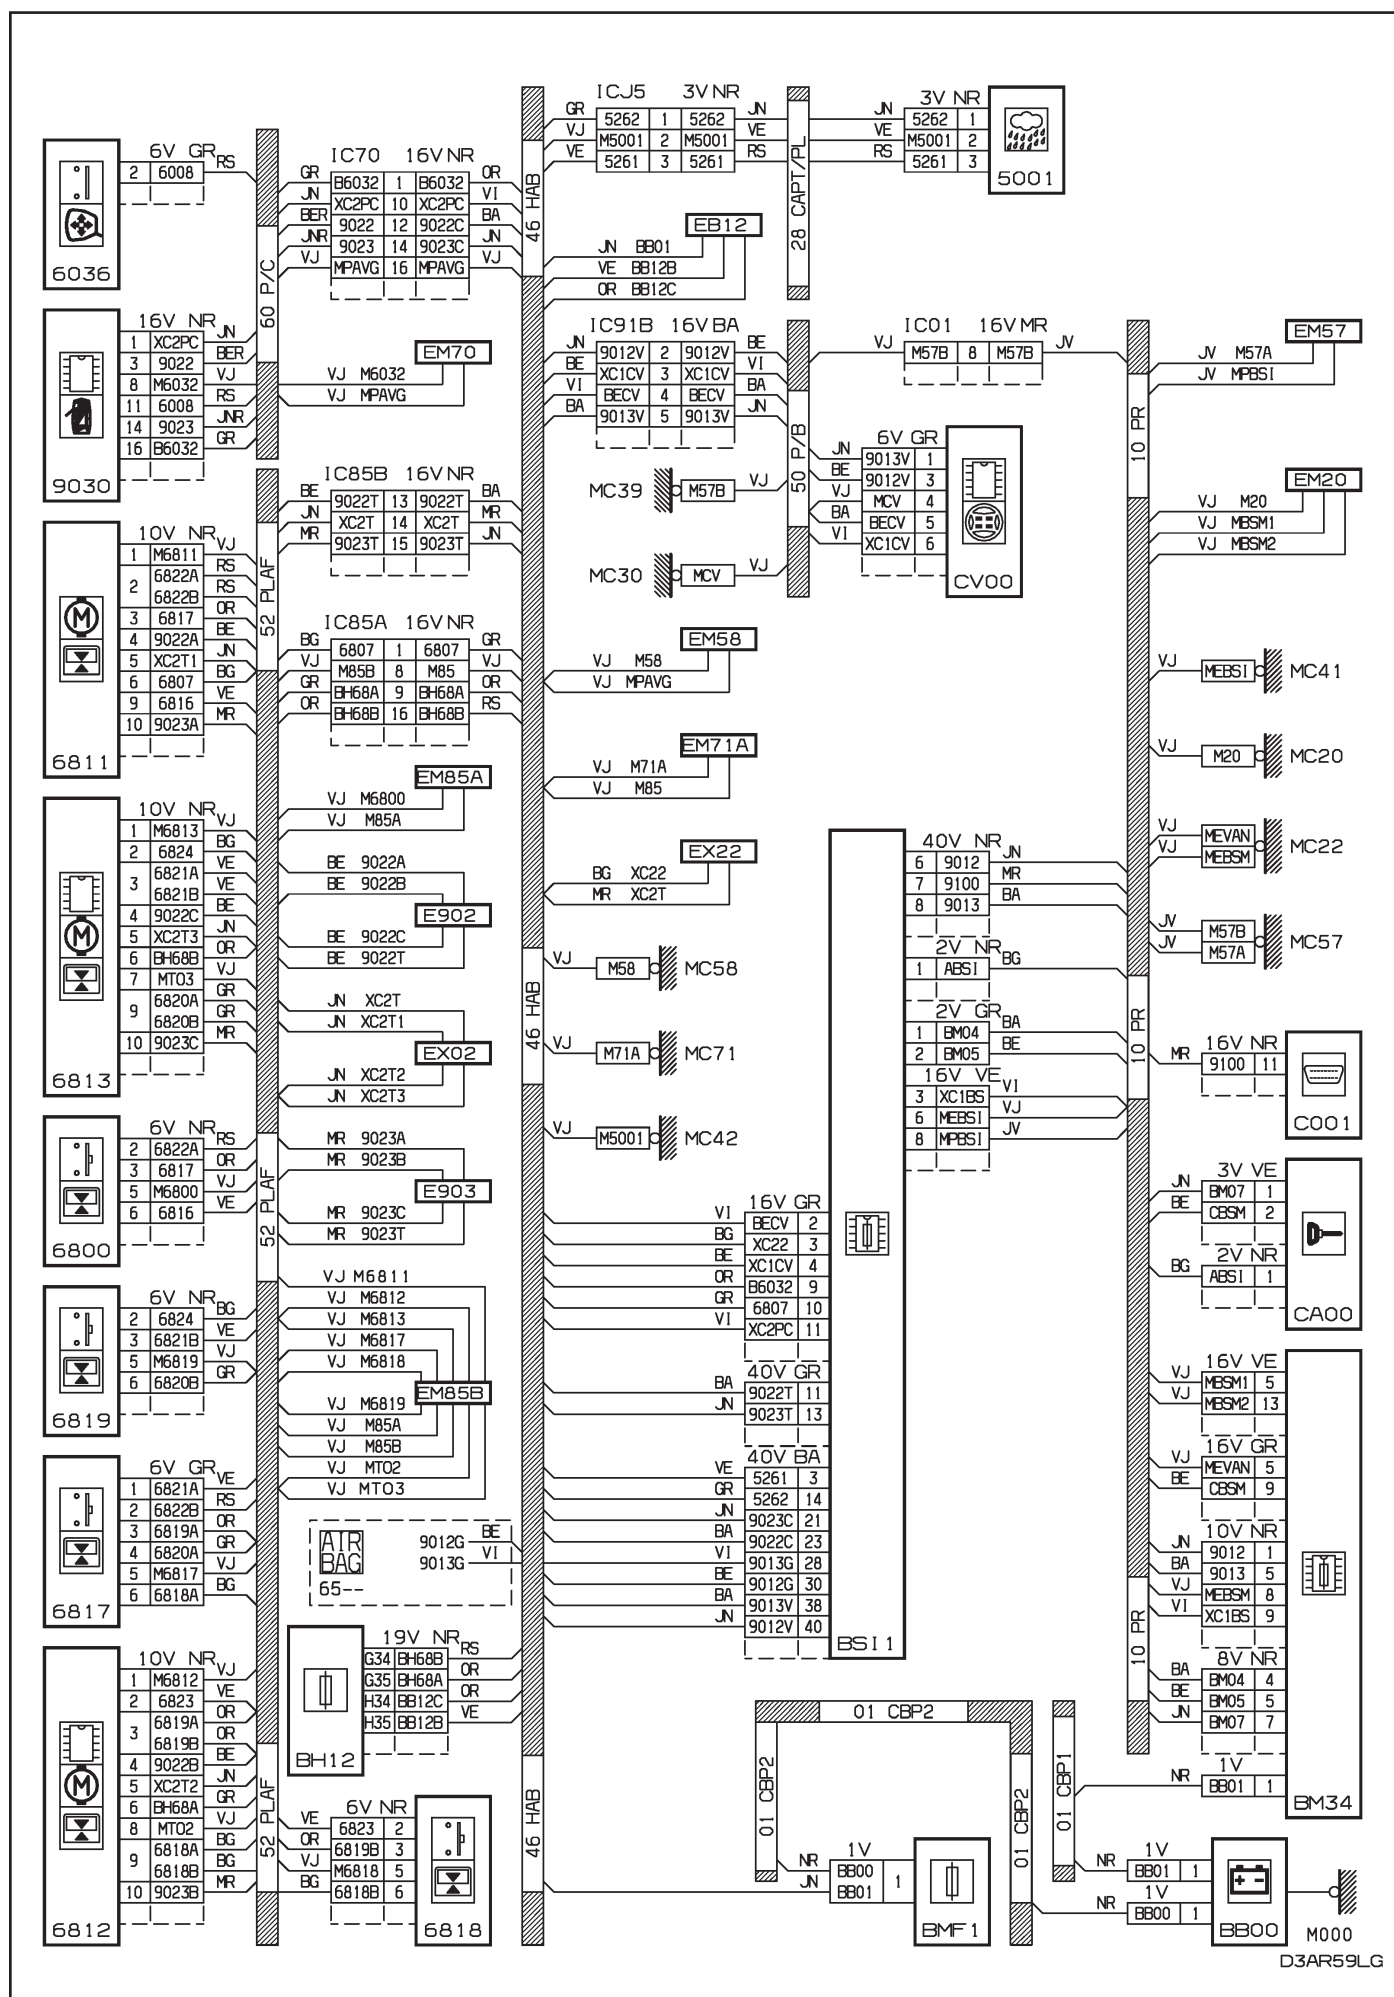 6V GR
2 6008 RS
6036
16V NR
1 XC2PC JN
3 9022 BER
8 M6032 VJ
11 6008 RS
14 9023 JNR
16 B6032 GR
9030
10V NR
1 M6811 VJ
2 6822A RS
6822B RS
3 6817 OR
4 9022A BE
5 XC2T1 JN
6 6807 BG
9 6816 VE
10 9023A MR
6811
10V NR
1 M6813 VJ
2 6824 BG
3 6821A VE
6821B VE
4 9022C BE
5 XC2T3 JN
6 BH68B OR
7 MT03 VJ
9 6820A GR
6820B GR
10 9023C MR
6813
6V NR
2 6822A RS
3 6817 OR
5 M6800 VJ
6 6816 VE
6800
6V NR
2 6824 BG
3 6821B VE
5 M6819 VJ
6 6820B GR
6819
6V GR
1 6821A VE
2 6822B RS
3 6819A OR
4 6820A GR
5 M6817 VJ
6 6818A BG
6817
10V NR
1 M6812 VJ
2 6823 VE
3 6819A OR
6819B OR
4 9022B BE
5 XC2T2 JN
6 BH68A GR
8 MT02 VJ
9 6818A BG
6818B BG
10 9023B MR
6812
60 P/C
52 PLAF
52 PLAF
52 PLAF
IC70 16V NR
GR B6032 1 B6032 OR
JN XC2PC 10 XC2PC VI
BER 9022 12 9022C BA
JNR 9023 14 9023C JN
VJ MPAVG 16 MPAVG VJ
EM70
VJ M6032
VJ MPAVG
IC85B 16V NR
BE 9022T 13 9022T BA
JN XC2T 14 XC2T MR
MR 9023T 15 9023T JN
IC85A 16V NR
BG 6807 1 6807 GR
VJ M85B 8 M85 VJ
GR BH68A 9 BH68A OR
OR BH68B 16 BH68B RS
EM85A
VJ M6800
VJ M85A
BE 9022A
BE 9022B
E902
BE 9022C
BE 9022T
JN XC2T
JN XC2T1
EX02
JN XC2T2
JN XC2T3
MR 9023A
MR 9023B
E903
MR 9023C
MR 9023T
VJ M6811
VJ M6812
VJ M6813
VJ M6817
VJ M6818
EM85B
VJ M6819
VJ M85A
VJ M85B
VJ MT02
VJ MT03
AIR
BAG
65--
9012G BE
9013G VI
19V NR
G34 BH68B RS
G35 BH68A OR
H34 BB12C OR
H35 BB12B VE
BH12
6V NR
VE 6823 2
OR 6819B 3
VJ M6818 5
BG 6818B 6
6818
46 HAB
46 HAB
46 HAB
ICJ5 3V NR
GR 5262 1 5262 JN
VJ M5001 2 M5001 VE
VE 5261 3 5261 RS
28 CAPT/PL
3V NR
JN 5262 1
VE M5001 2
RS 5261 3
5001
EB12
JN BB01
VE BB12B
OR BB12C
IC91B 16V BA
JN 9012V 2 9012V BE
BE XC1CV 3 XC1CV VI
VI BECV 4 BECV BA
BA 9013V 5 9013V JN
50 P/B
IC01 16V MR
VJ M57B 8 M57B JV
6V GR
JN 9013V 1
BE 9012V 3
VJ MCV 4
BA BECV 5
VI XC1CV 6
CV00
MC39 M57B VJ
MC30 MCV VJ
EM58
VJ M58
VJ MPAVG
EM71A
VJ M71A
VJ M85
EX22
BG XC22
MR XC2T
VJ M58 MC58
VJ M71A MC71
VJ M5001 MC42
40V NR
6 9012 JN
7 9100 MR
8 9013 BA
2V NR
1 ABSI BG
2V GR
1 BM04 BA
2 BM05 BE
16V VE
3 XC1BS VI
6 MEBSI VJ
8 MPBSI JV
16V GR
VI BECV 2
BG XC22 3
BE XC1CV 4
OR B6032 9
GR 6807 10
VI XC2PC 11
40V GR
BA 9022T 11
JN 9023T 13
40V BA
VE 5261 3
GR 5262 14
JN 9023C 21
BA 9022C 23
VI 9013G 28
BE 9012G 30
BA 9013V 38
JN 9012V 40
BSI1
10 PR
10 PR
10 PR
EM57
JV M57A
JV MPBSI
EM20
VJ M20
VJ MBSM1
VJ MBSM2
VJ MEBSI MC41
VJ M20 MC20
VJ MEVAN
VJ MEBSM MC22
JV M57B
JV M57A MC57
16V NR
MR 9100 11
C001
3V VE
JN BM07 1
BE CBSM 2
2V NR
BG ABSI 1
CA00
16V VE
VJ MBSM1 5
VJ MBSM2 13
16V GR
VJ MEVAN 5
BE CBSM 9
10V NR
JN 9012 1
BA 9013 5
VJ MEBSM 8
VI XC1BS 9
8V NR
BA BM04 4
BE BM05 5
JN BM07 7
1V
NR BB01 1
BM34
01 CBP2
01 CBP2
01 CBP2
01 CBP1
1V
NR BB00
JN BB01 1
BMF1
1V
NR BB01 1
1V
NR BB00 1
BB00
M000
D3AR59LG